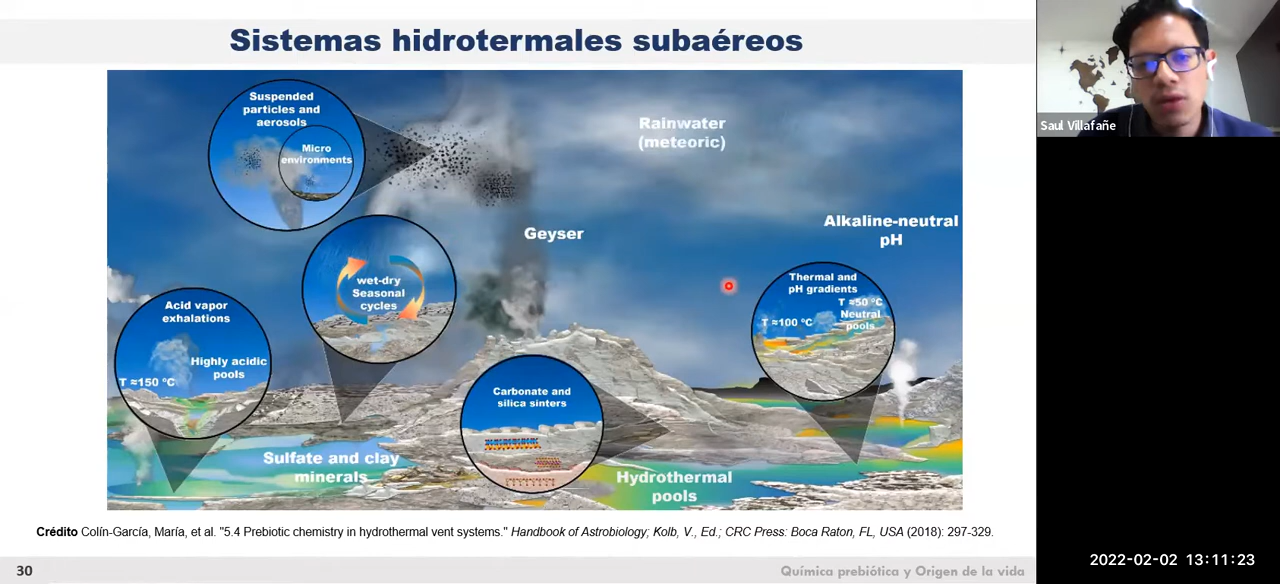 Sistemas hidrotermales subaéreos
Suspended
particles and
aerosols
Micro
environments
Rainwater
(meteoric)
Geyser
Alkaline-neutral
pH
wet-dry
Seasonal
cycles
Thermal and
pH gradients
T ≈50 °C
Neutral
pools
T ≈100 °C
Acid vapor
exhalations
Highly acidic
pools
T ≈150 °C
Carbonate and
silica sinters
Sulfate and clay
minerals
Hydrothermal
pools
Crédito Colín-García, María, et al. "5.4 Prebiotic chemistry in hydrothermal vent systems." Handbook of Astrobiology; Kolb, V., Ed.; CRC Press: Boca Raton, FL, USA (2018): 297-329.
30
Química prebiótica y Origen de la vida
Saul Villafañe
2022-02-02 13:11:23